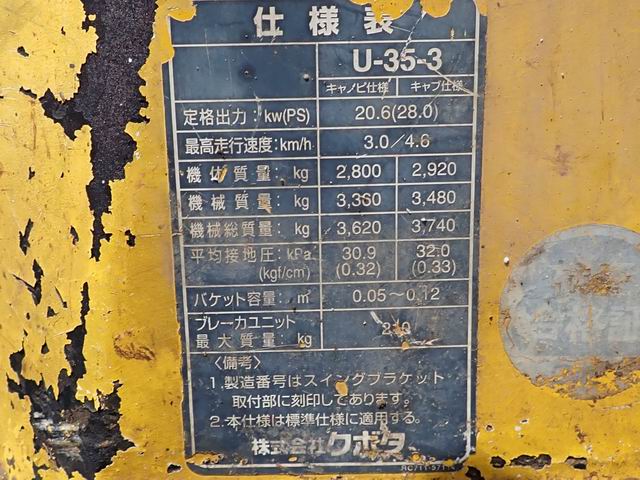 仕様表
U-35-3
キャノピ仕様 キャブ仕様
定格出力: kw(PS) 20.6(28.0)
最高走行速度: km/h 3.0/4.6
機体質量: kg 2,800 2,920
機械質量: kg 3,360 3,480
機械総質量: kg 3,620 3,740
平均接地圧: kPa 30.9 32.0
(kgf/cm²) (0.32) (0.33)
バケット容量: m³ 0.05~0.12
ブレーカユニット
最大質量: kg
〈備考〉
1.製造番号はスイングブラケット
取付部に刻印してあります。
2.本仕様は標準仕様に適用する。
株式会社クボタ